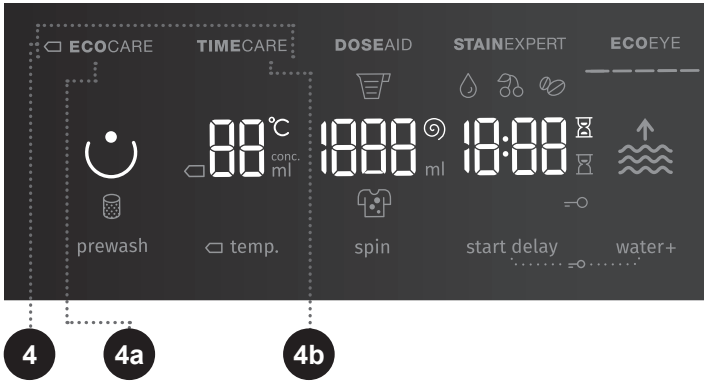 ECOCARE TIMECARE DOSEAID STAINEXPERT ECOEYE
88 °C 1888 18:88
conc.
ml ml
prewash temp. spin start delay water+
4 4a 4b